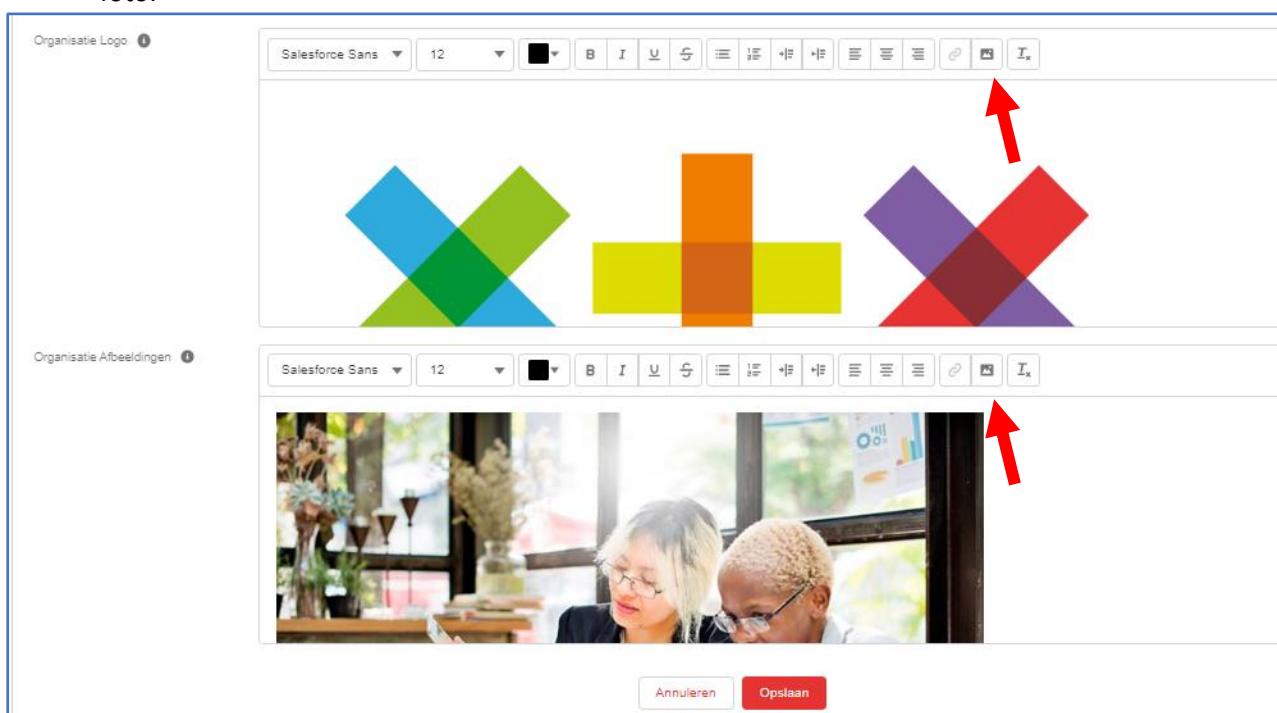 Organisatie Logo
Salesforce Sans 12 B I U S
Organisatie Afbeeldingen
Salesforce Sans 12 B I U S
Annuleren Opslaan